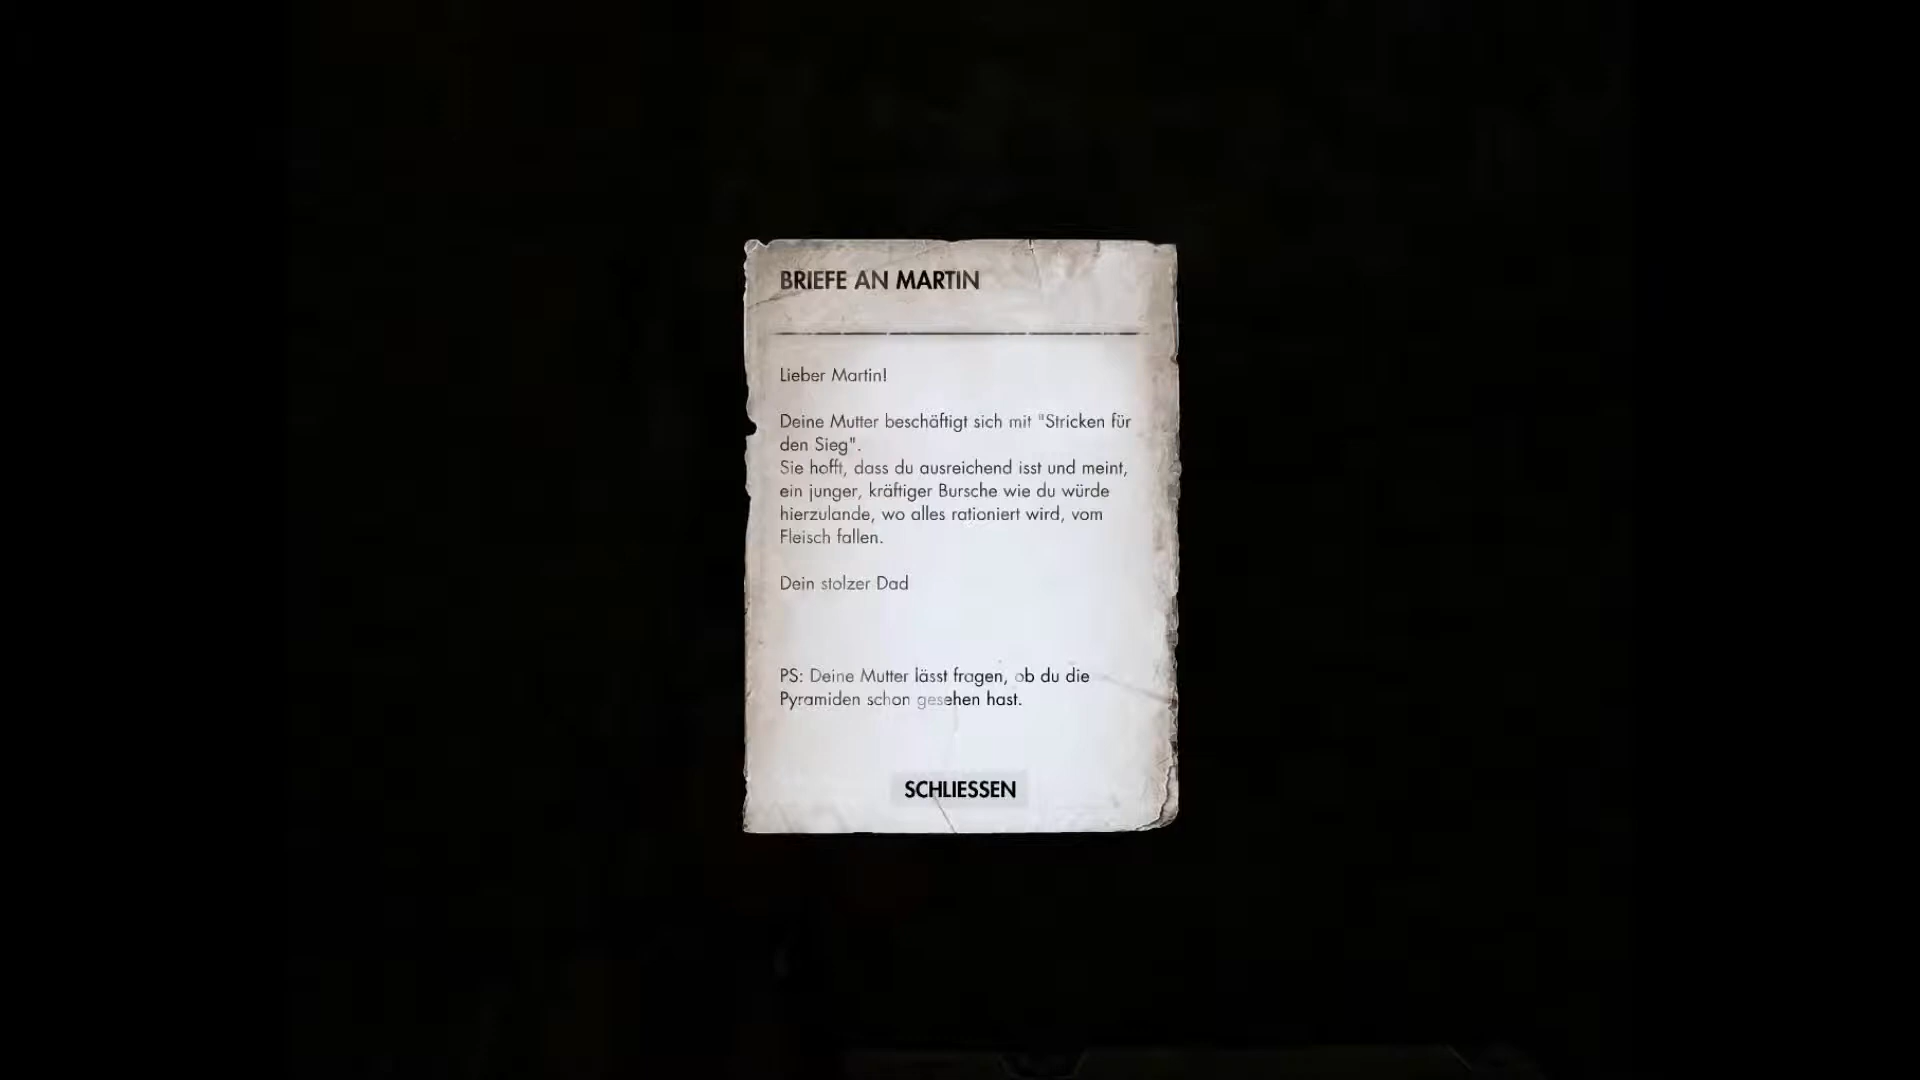 BRIEFE AN MARTIN
Lieber Martin!
Deine Mutter beschäftigt sich mit "Stricken für
den Sieg".
Sie hofft, dass du ausreichend isst und meint,
ein junger, kräftiger Bursche wie du würde
hierzulande, wo alles rationiert wird, vom
Fleisch fallen.
Dein stolzer Dad
PS: Deine Mutter lässt fragen, ob du die
Pyramiden schon gesehen hast.
SCHLIESSEN